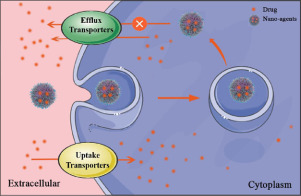 Efflux
Transporters
Drug
Nano-agents
Uptake
Transporters
Extracellular
Cytoplasm